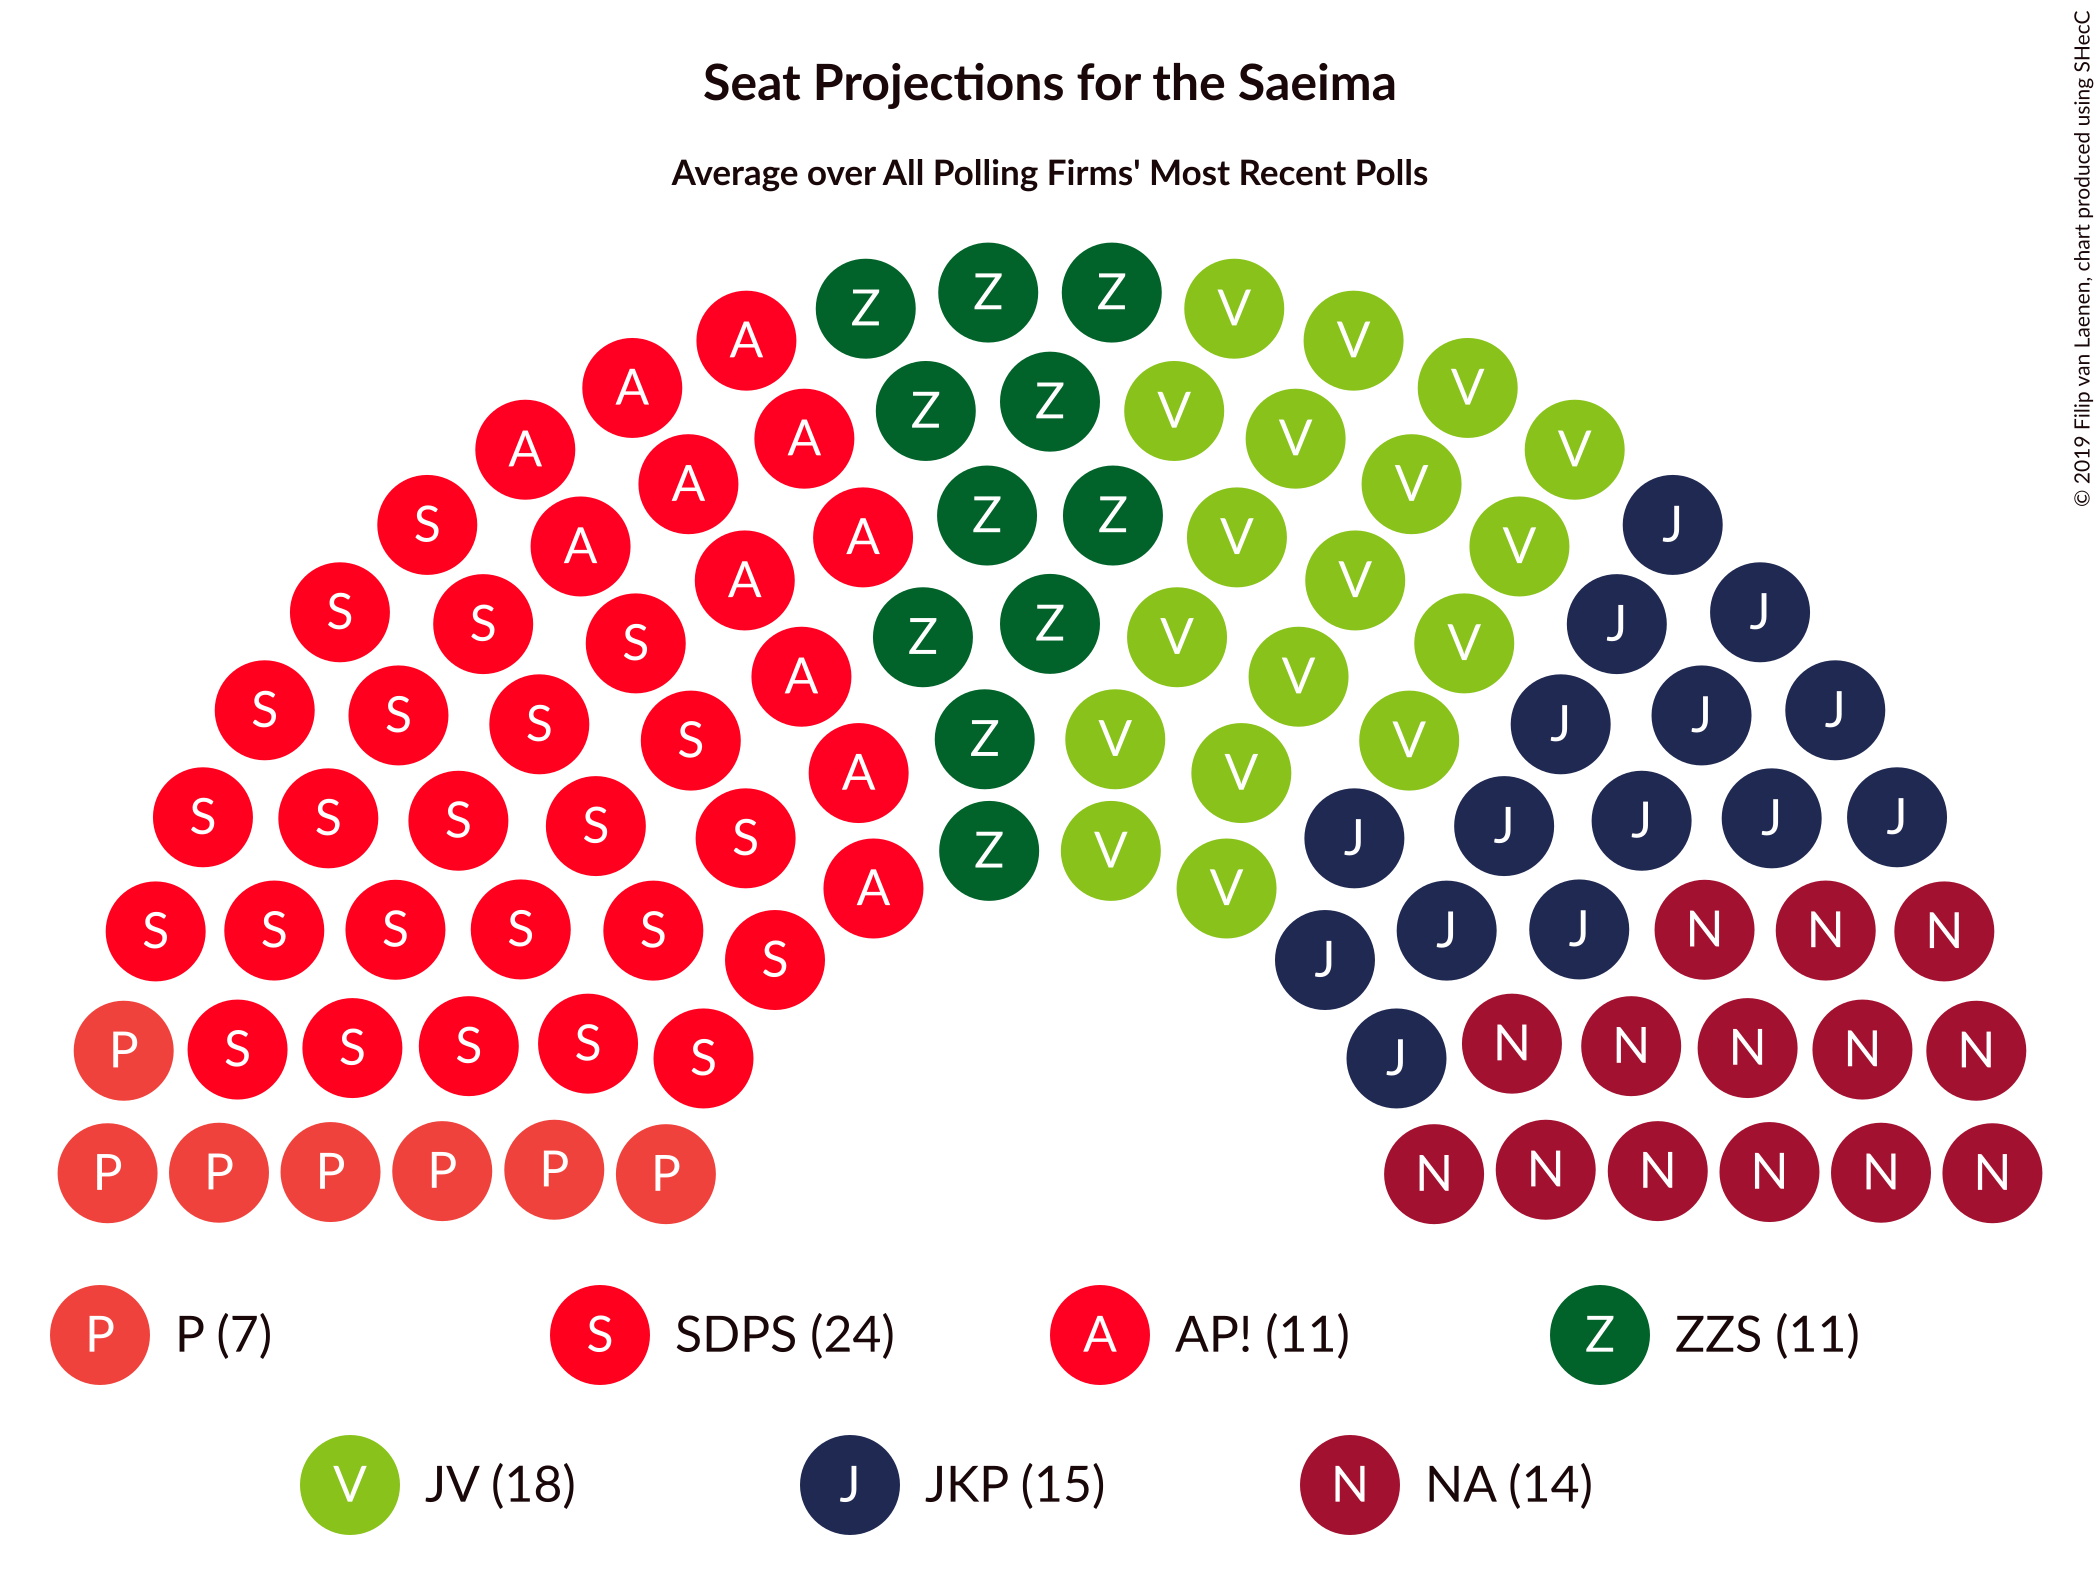 Seat Projections for the Saeima
Average over All Polling Firms' Most Recent Polls
© 2019 Filip van Laenen, chart produced using SHecC
Z Z Z V
A Z Z V
A A Z Z V V
A A V V
A A Z Z V V
S A A V V J
S A A Z Z V V J
S S S A V V J J
S S S S A Z V V V J J J
S S S S S A Z V V J J J J J
S S S S S S A V J J J N N N
P S S S S S J N N N N N
P P P P P P N N N N N N
P P (7) S SDPS (24) A AP! (11) Z ZZS (11)
V JV (18) J JKP (15) N NA (14)